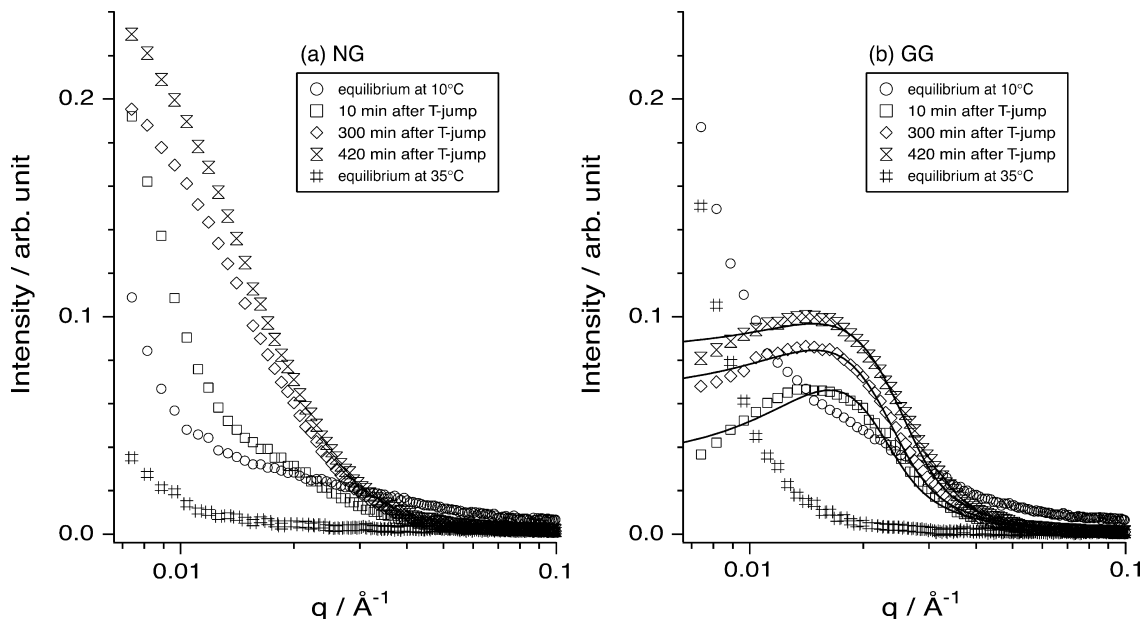 (a) NG
equilibrium at 10°C
10 min after T-jump
300 min after T-jump
420 min after T-jump
equilibrium at 35°C
0.2
0.1
0.0
Intensity / arb. unit
0.01
0.1
q / Å⁻¹
(b) GG
equilibrium at 10°C
10 min after T-jump
300 min after T-jump
420 min after T-jump
equilibrium at 35°C
0.2
0.1
0.0
Intensity / arb. unit
0.01
0.1
q / Å⁻¹